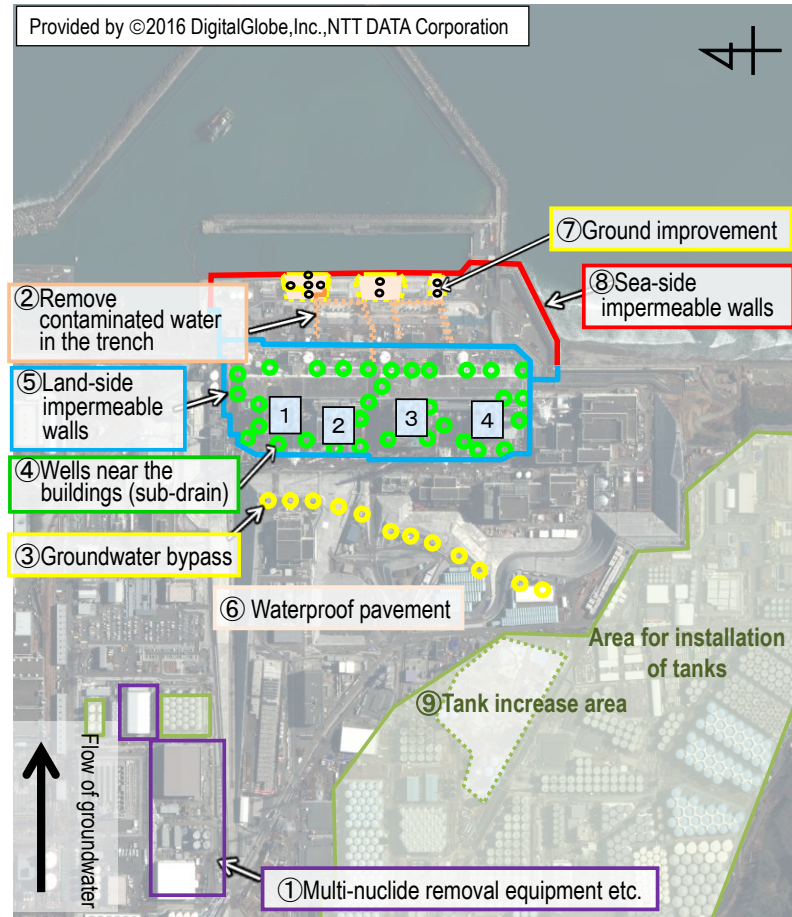 Provided by ©2016 DigitalGlobe,Inc.,NTT DATA Corporation
⑦Ground improvement
⑧Sea-side
impermeable walls
②Remove
contaminated water
in the trench
⑤Land-side
impermeable
walls
1
2
3
4
④Wells near the
buildings (sub-drain)
③Groundwater bypass
⑥ Waterproof pavement
Area for installation
of tanks
⑨Tank increase area
Flow of groundwater
①Multi-nuclide removal equipment etc.